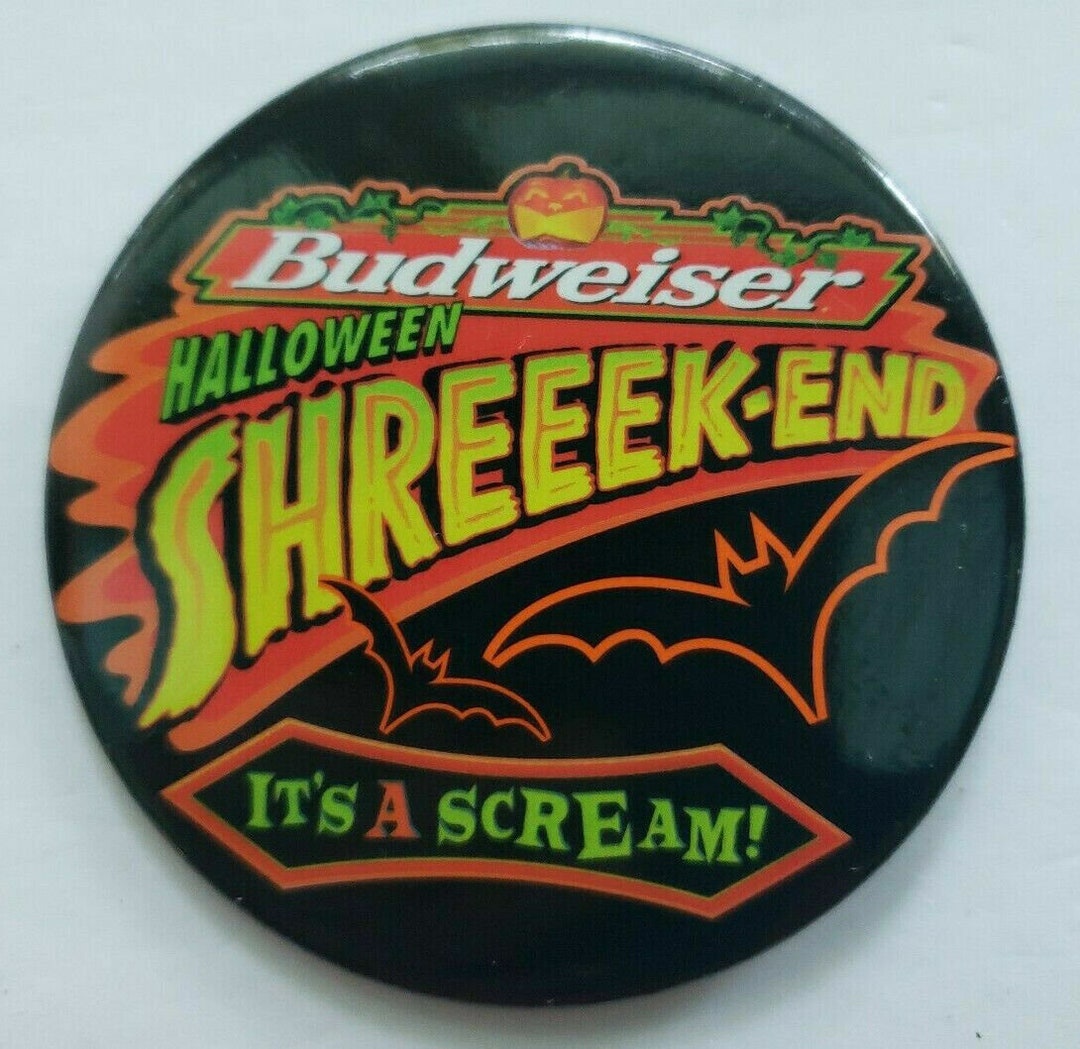 Budweiser
HALLOWEEN
SHREEEK-END
IT'S A SCREAM!